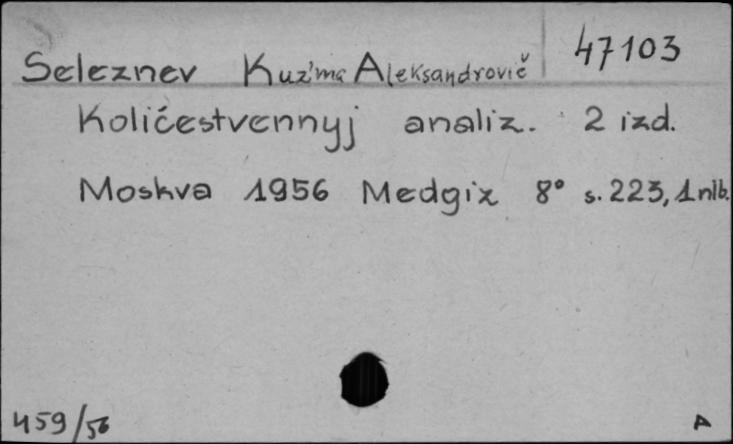 47103
Seleznev Kuz'ma Aleksandrovič
Količestvennyj analiz. 2 izd.
Moskva 1956 Medgiz 8° s. 223, 1 nlb.
459/56 A